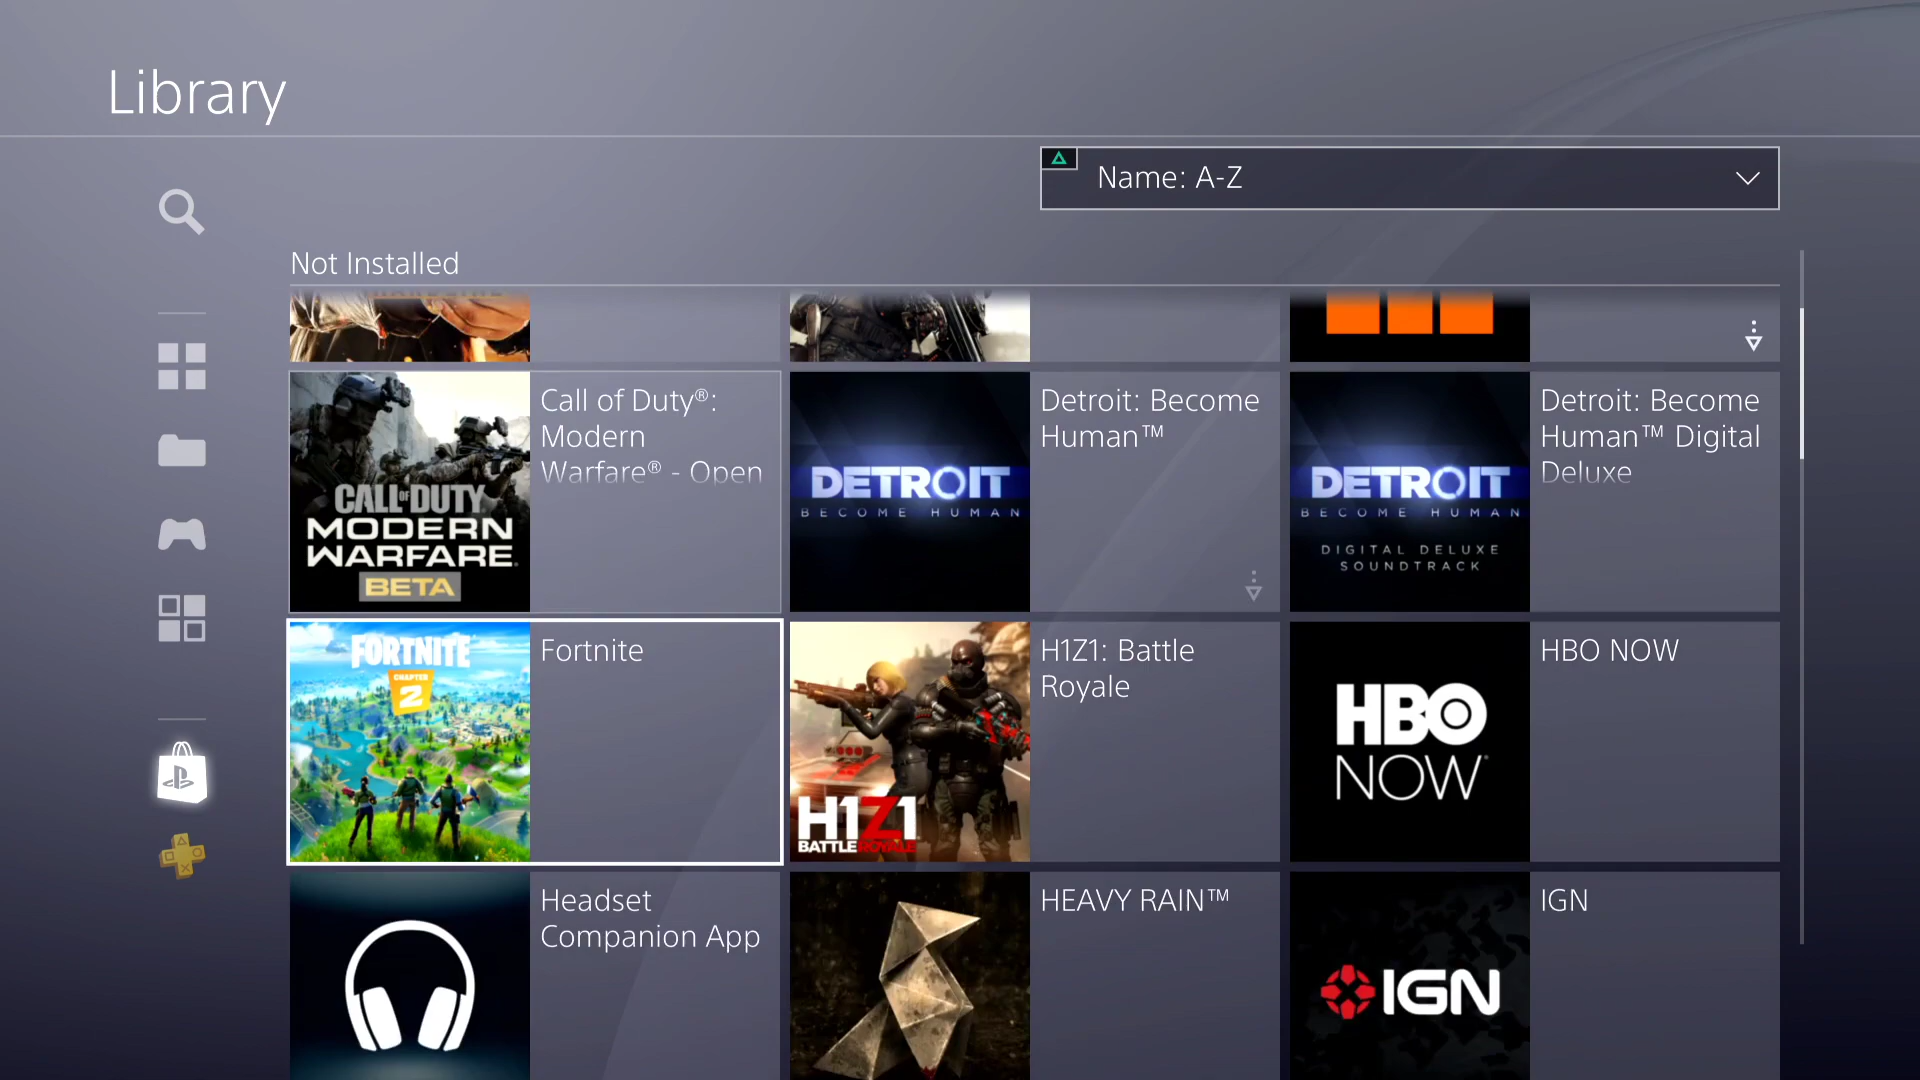 Library
Name: A-Z
Not Installed
CALL OF DUTY
MODERN
WARFARE
BETA
Call of Duty®:
Modern
Warfare® - Open
DETROIT
BECOME HUMAN
Detroit: Become
Human™
DETROIT
BECOME HUMAN
DIGITAL DELUXE
SOUNDTRACK
Detroit: Become
Human™ Digital
Deluxe
FORTNITE
CHAPTER
2
Fortnite
H1Z1
BATTLE ROYALE
H1Z1: Battle
Royale
HBO
NOW
HBO NOW
Headset
Companion App
HEAVY RAIN™
IGN
IGN